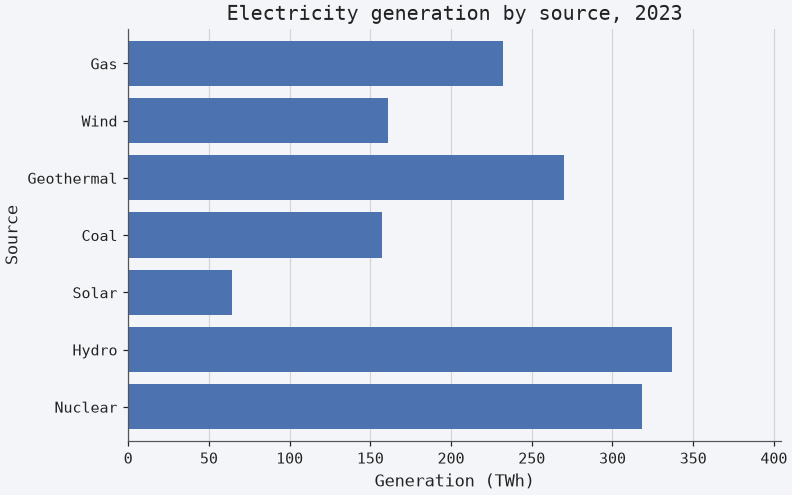 Electricity generation by source, 2023
Source
Gas
Wind
Geothermal
Coal
Solar
Hydro
Nuclear
0 50 100 150 200 250 300 350 400
Generation (TWh)